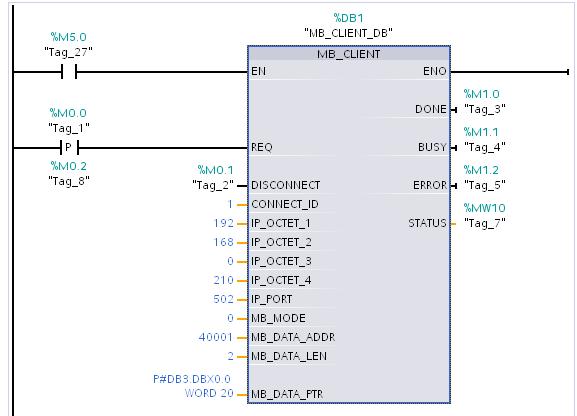 %DB1
"MB_CLIENT_DB"
%M5.0
"Tag_27"
MB_CLIENT
EN
ENO
%M0.0
"Tag_1"
P
%M0.2
"Tag_8"
REQ
%M1.0
DONE "Tag_3"
%M1.1
BUSY "Tag_4"
%M1.2
ERROR "Tag_5"
%MW10
STATUS "Tag_7"
%M0.1
"Tag_2" DISCONNECT
1 CONNECT_ID
192 IP_OCTET_1
168 IP_OCTET_2
0 IP_OCTET_3
210 IP_OCTET_4
502 IP_PORT
0 MB_MODE
40001 MB_DATA_ADDR
2 MB_DATA_LEN
P#DB3.DBX0.0
WORD 20 MB_DATA_PTR